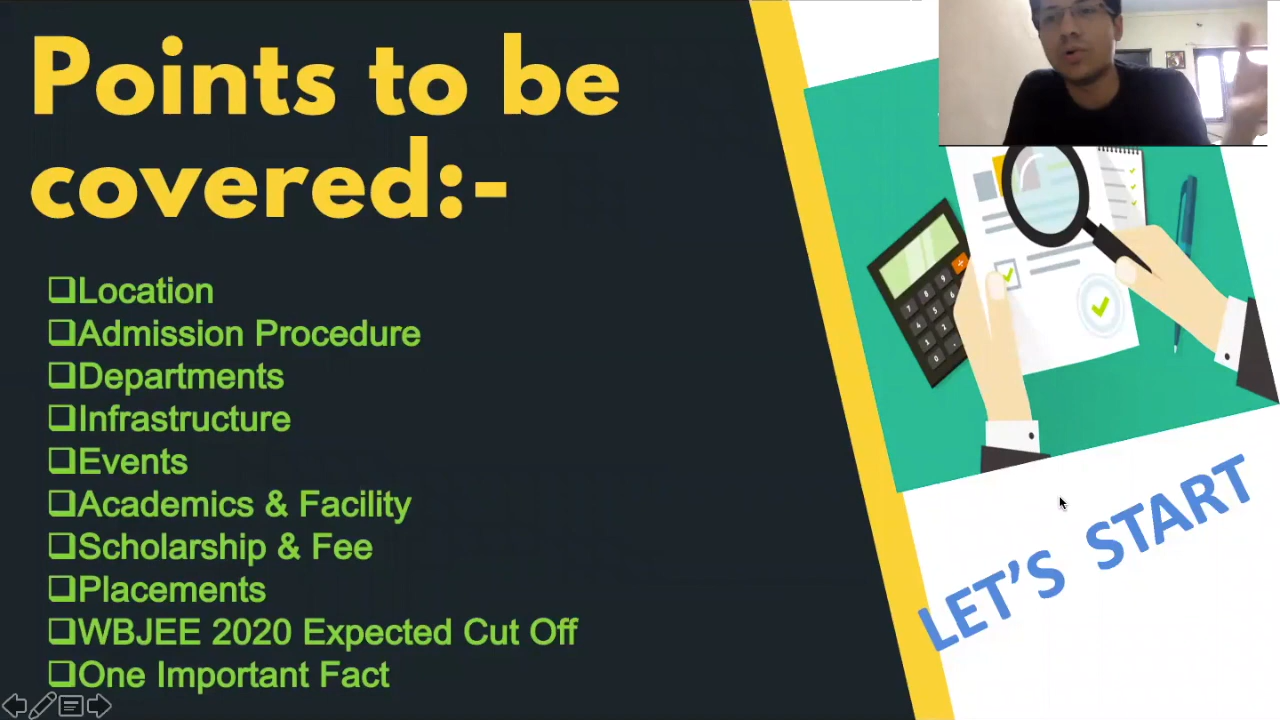 Points to be
covered:-
❑Location
❑Admission Procedure
❑Departments
❑Infrastructure
❑Events
❑Academics & Facility
❑Scholarship & Fee
❑Placements
❑WBJEE 2020 Expected Cut Off
❑One Important Fact
LET'S START